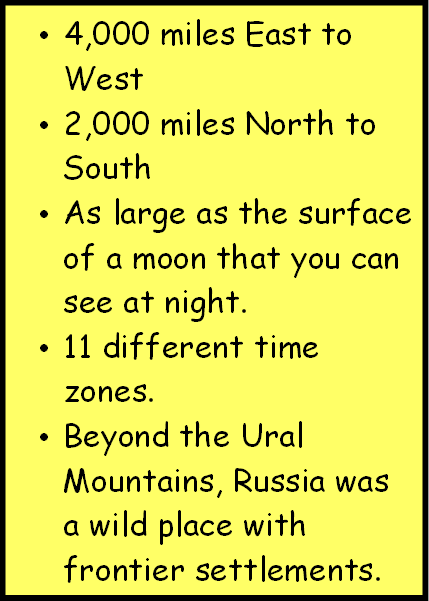 • 4,000 miles East to
West
• 2,000 miles North to
South
• As large as the surface
of a moon that you can
see at night.
• 11 different time
zones.
• Beyond the Ural
Mountains, Russia was
a wild place with
frontier settlements.